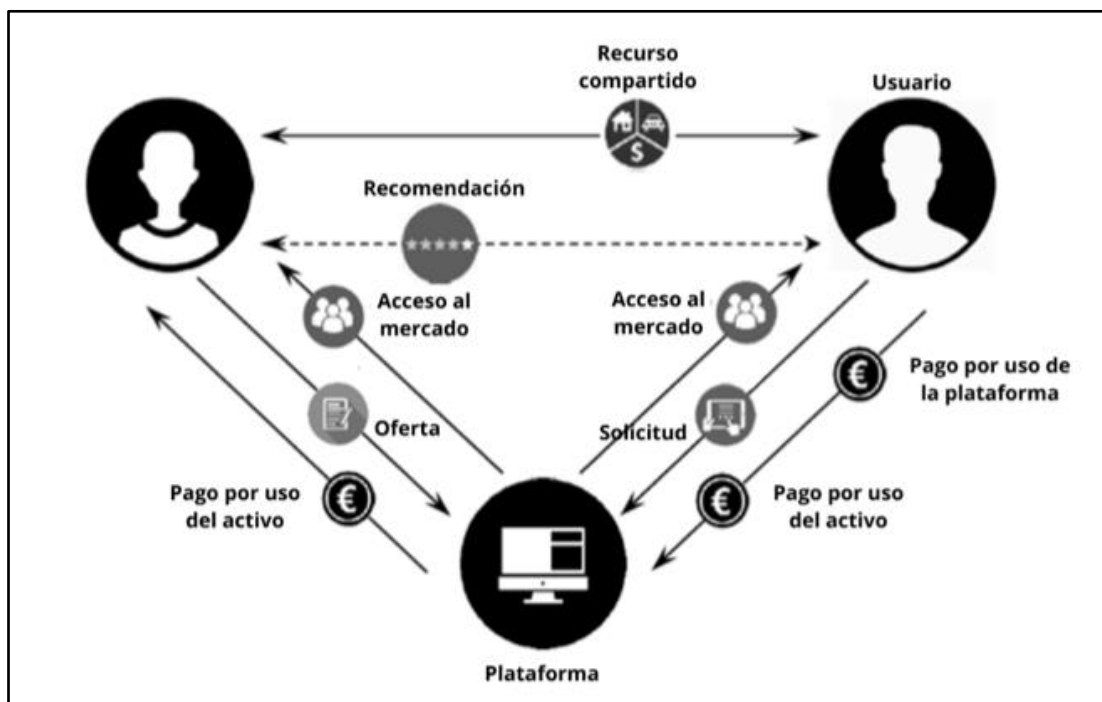 Recurso
compartido
Usuario
Recomendación
Acceso al
mercado
Acceso al
mercado
Pago por uso de
la plataforma
Oferta
Solicitud
Pago por uso
del activo
Pago por uso
del activo
Plataforma
$
€
€
€